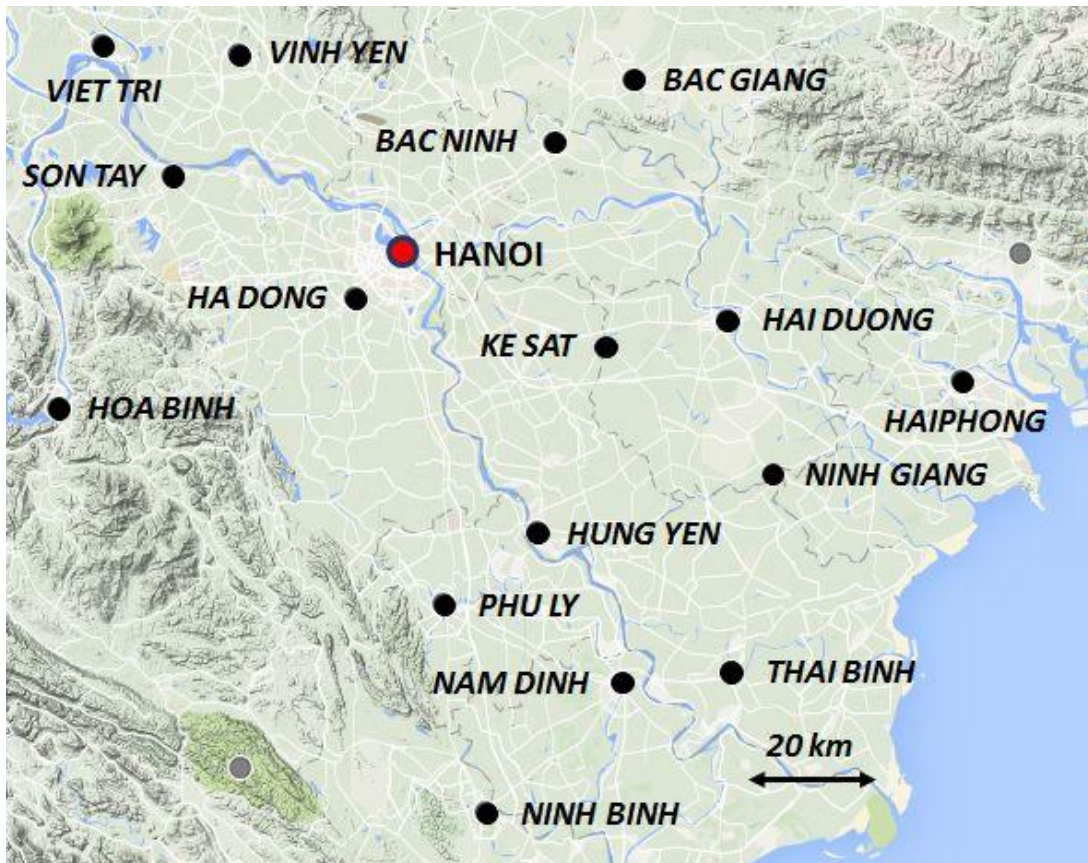 VINH YEN
VIET TRI
BAC GIANG
BAC NINH
SON TAY
HANOI
HA DONG
HAI DUONG
KE SAT
HOA BINH
HAIPHONG
NINH GIANG
HUNG YEN
PHU LY
THAI BINH
NAM DINH
20 km
NINH BINH